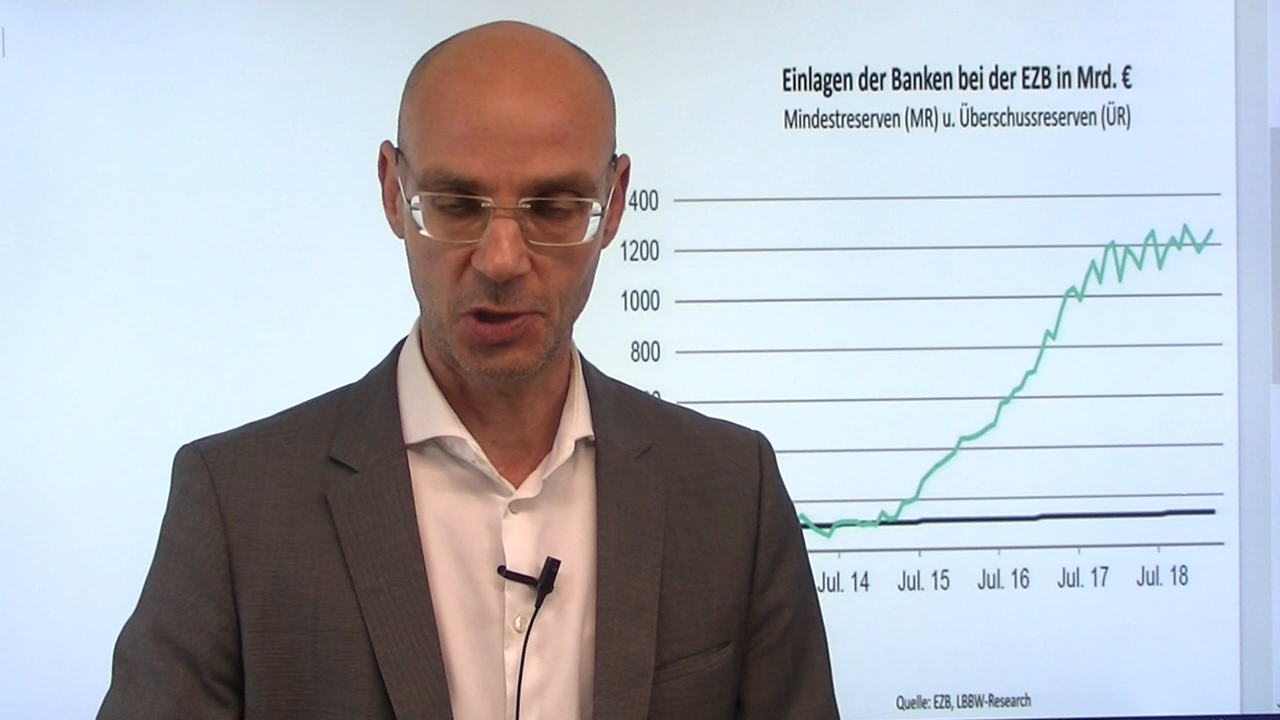 Einlagen der Banken bei der EZB in Mrd. €
Mindestreserven (MR) u. Überschussreserven (ÜR)
400
1200
1000
800
Jul. 14 Jul. 15 Jul. 16 Jul. 17 Jul. 18
Quelle: EZB, LBBW-Research